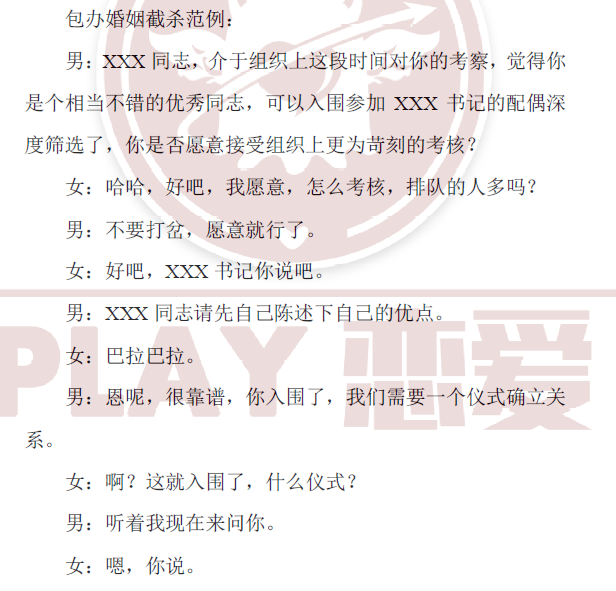 包办婚姻截杀范例：
男：XXX 同志，介于组织上这段时间对你的考察，觉得你
是个相当不错的优秀同志，可以入围参加 XXX 书记的配偶深
度筛选了，你是否愿意接受组织上更为苛刻的考核？
女：哈哈，好吧，我愿意，怎么考核，排队的人多吗？
男：不要打岔，愿意就行了。
女：好吧，XXX 书记你说吧。
男：XXX 同志请先自己陈述下自己的优点。
女：巴拉巴拉。
PLAY 恋爱
男：恩呢，很靠谱，你入围了，我们需要一个仪式确立关
系。
女：啊？这就入围了，什么仪式？
男：听着我现在来问你。
女：嗯，你说。